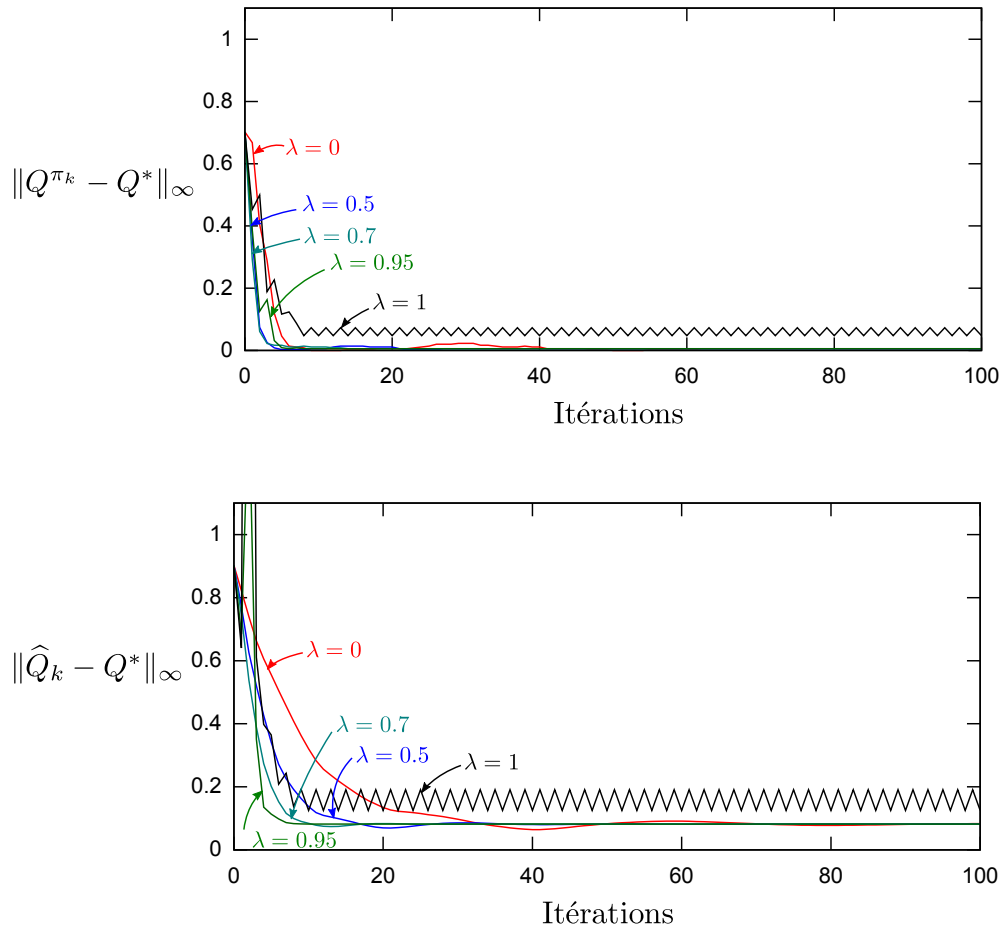 1
0.8
0.6
0.4
0.2
0
‖Q^{π_k} − Q*‖_∞
λ = 0
λ = 0.5
λ = 0.7
λ = 0.95
λ = 1
0 20 40 60 80 100
Itérations
1
0.8
0.6
0.4
0.2
0
‖Q̂_k − Q*‖_∞
λ = 0
λ = 0.7
λ = 0.5
λ = 1
λ = 0.95
0 20 40 60 80 100
Itérations